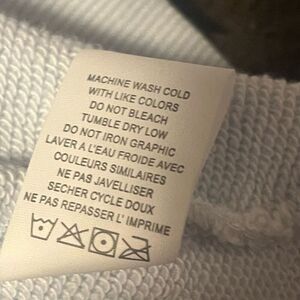 MACHINE WASH COLD
WITH LIKE COLORS
DO NOT BLEACH
TUMBLE DRY LOW
DO NOT IRON GRAPHIC
LAVER A L'EAU FROIDE AVEC
COULEURS SIMILAIRES
NE PAS JAVELLISER
SECHER CYCLE DOUX
NE PAS REPASSER L' IMPRIME